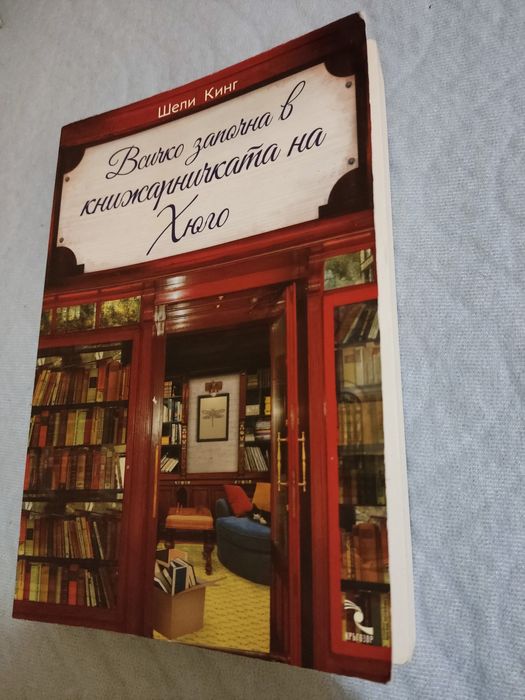 Шели Кинг
Всичко започна в
книжарничката на
Хюго
КРЪГОЗОР